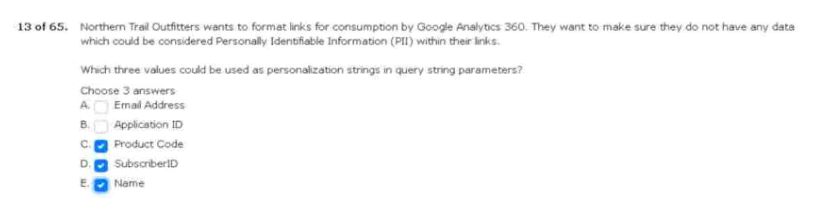 13 of 65. Northern Trail Outfitters wants to format links for consumption by Google Analytics 360. They want to make sure they do not have any data
which could be considered Personally Identifiable Information (PII) within their links.
Which three values could be used as personalization strings in query string parameters?
Choose 3 answers
A. Email Address
B. Application ID
C. Product Code
D. SubscriberID
E. Name